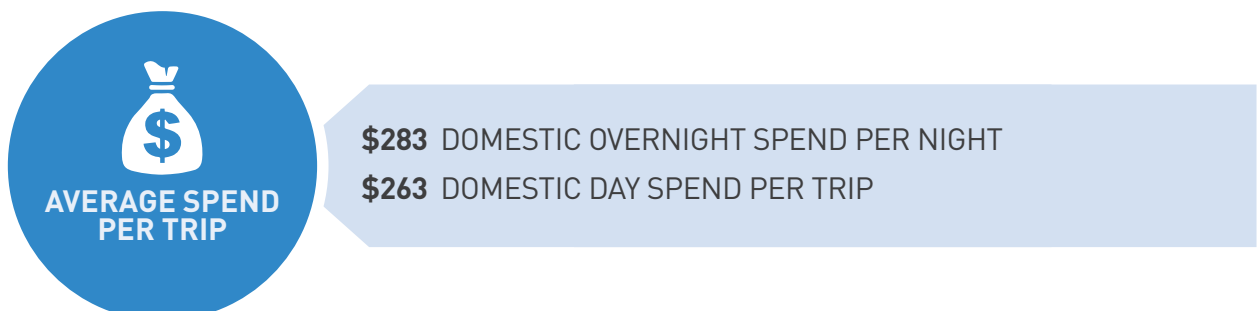 $
AVERAGE SPEND
PER TRIP
$283 DOMESTIC OVERNIGHT SPEND PER NIGHT
$263 DOMESTIC DAY SPEND PER TRIP